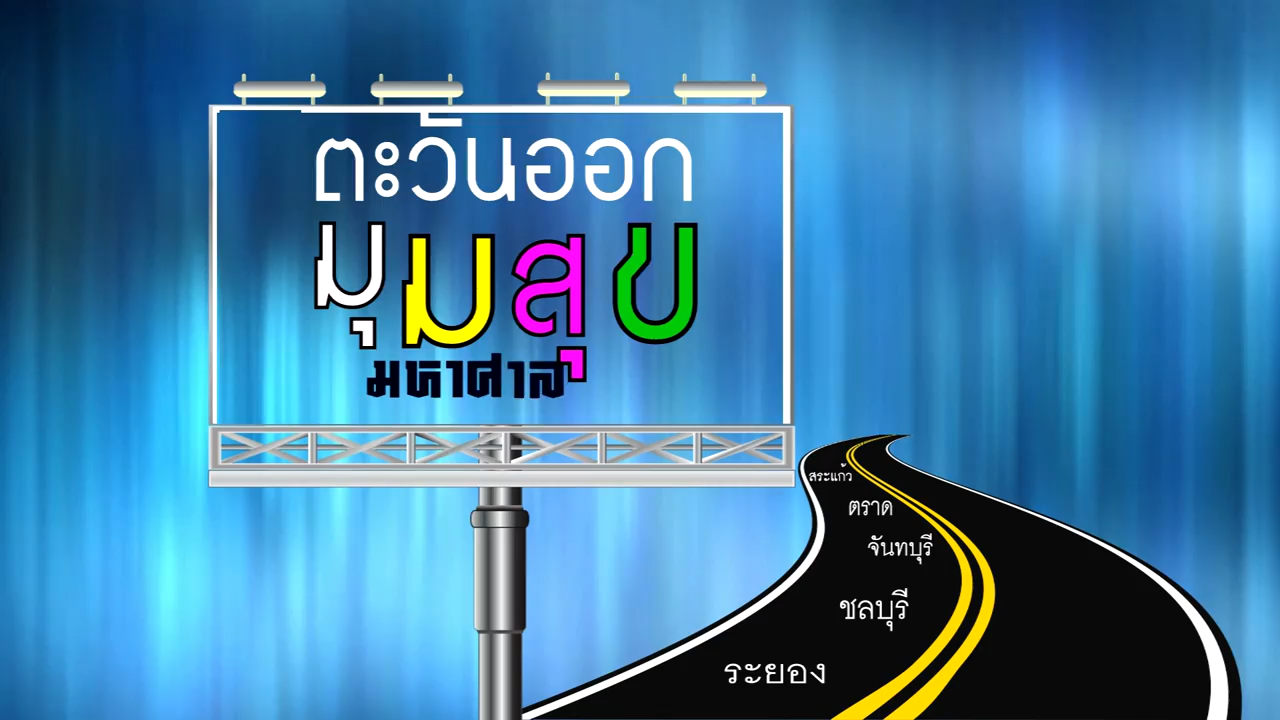 ตะวันออก
มุมสุข
มหาศาล
สระแก้ว
ตราด
จันทบุรี
ชลบุรี
ระยอง